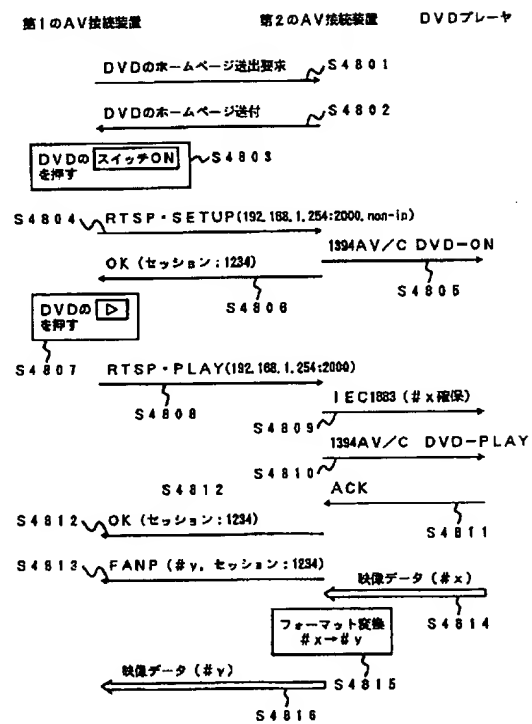 第1のAV接続装置 第2のAV接続装置 DVDプレーヤ
DVDのホームページ送出要求 S4801
DVDのホームページ送付 S4802
DVDの スイッチON
を押す S4803
S4804 RTSP・SETUP(192.168.1.254:2000,non-ip)
1394AV/C DVD-ON
OK (セッション:1234)
S4806 S4805
DVDの ▷
を押す
S4807 RTSP・PLAY(192.168.1.254:2000)
S4808 IEC1883 (#x確保)
S4809
1394AV/C DVD-PLAY
S4810
S4812 ACK
S4812 OK (セッション:1234) S4811
S4813 FANP (#y, セッション:1234)
映像データ (#x)
フォーマット変換
#x→#y S4814
映像データ (#y) S4815
S4816